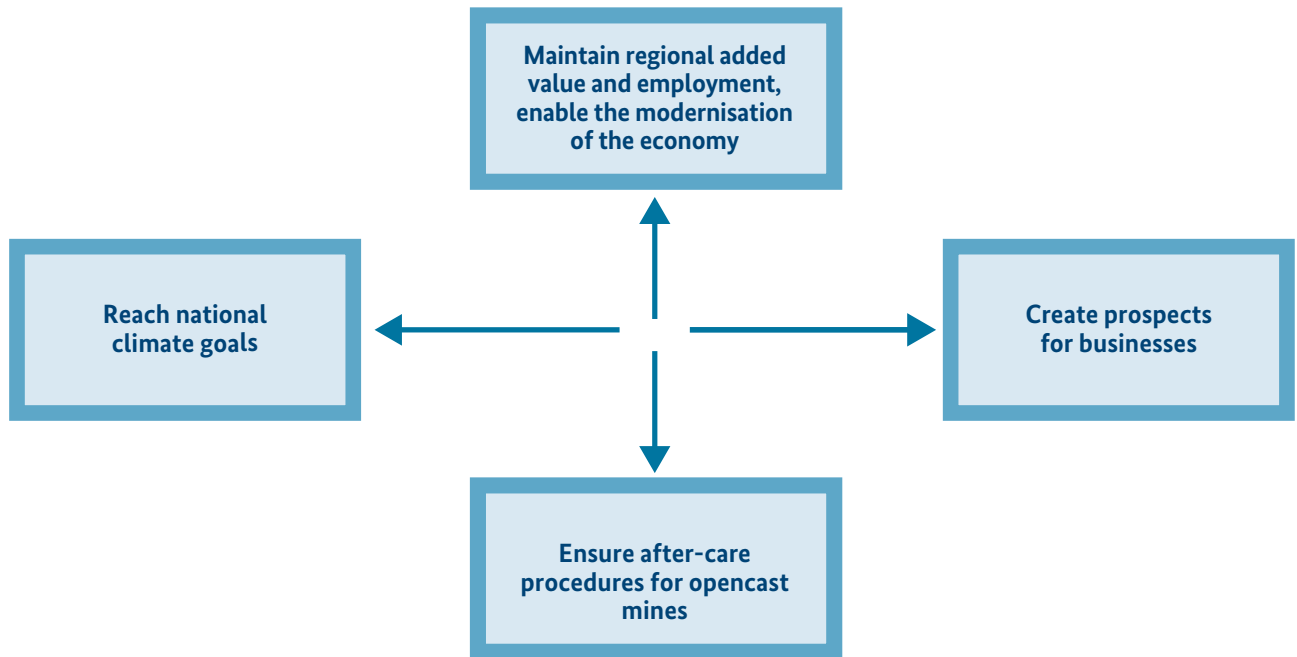 Maintain regional added
value and employment,
enable the modernisation
of the economy
Reach national
climate goals
Create prospects
for businesses
Ensure after-care
procedures for opencast
mines